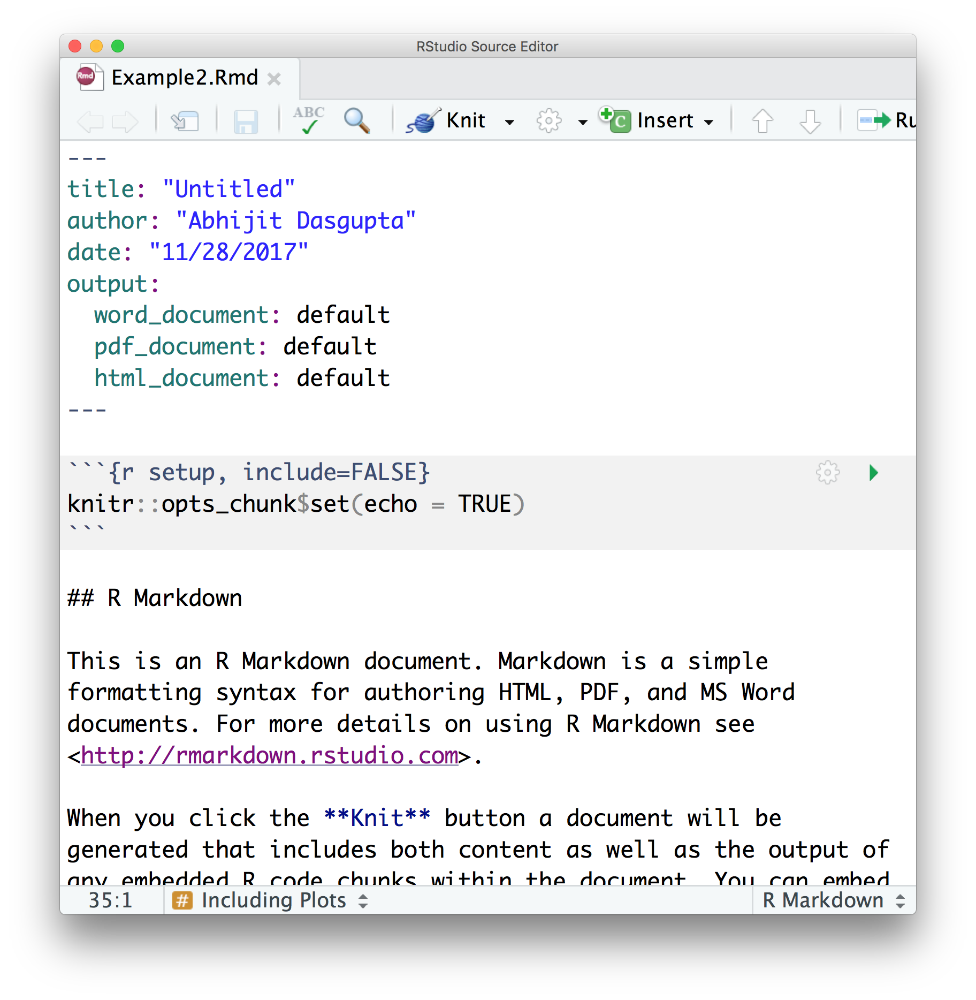 RStudio Source Editor
Rmd Example2.Rmd
ABC Knit C Insert Ru
---
title: "Untitled"
author: "Abhijit Dasgupta"
date: "11/28/2017"
output:
  word_document: default
  pdf_document: default
  html_document: default
---
```{r setup, include=FALSE}
knitr::opts_chunk$set(echo = TRUE)
```
## R Markdown
This is an R Markdown document. Markdown is a simple
formatting syntax for authoring HTML, PDF, and MS Word
documents. For more details on using R Markdown see
<http://rmarkdown.rstudio.com>.
When you click the **Knit** button a document will be
generated that includes both content as well as the output of
any embedded R code chunks within the document. You can embed
35:1 # Including Plots R Markdown